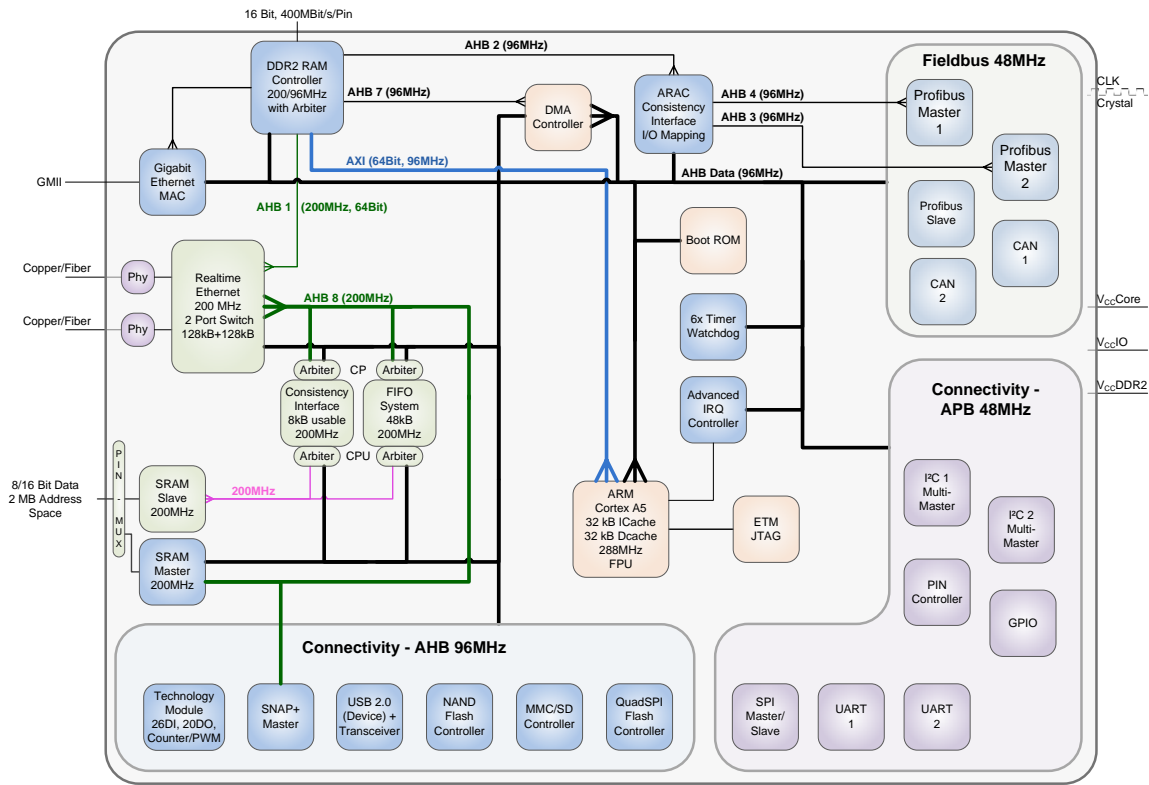 16 Bit, 400MBit/s/Pin
DDR2 RAM
Controller
200/96MHz
with Arbiter
AHB 2 (96MHz)
AHB 7 (96MHz)
DMA
Controller
ARAC
Consistency
Interface
I/O Mapping
AHB 4 (96MHz)
AHB 3 (96MHz)
Fieldbus 48MHz
Profibus
Master
1
Profibus
Master
2
Profibus
Slave
CAN
1
CAN
2
CLK
Crystal
GMII
Gigabit
Ethernet
MAC
AXI (64Bit, 96MHz)
AHB Data (96MHz)
AHB 1 (200MHz, 64Bit)
Boot ROM
Copper/Fiber
Phy
Copper/Fiber
Phy
Realtime
Ethernet
200 MHz
2 Port Switch
128kB+128kB
AHB 8 (200MHz)
6x Timer
Watchdog
VCCCore
VCCIO
VCCDDR2
Arbiter
CP
Arbiter
Consistency
Interface
8kB usable
200MHz
FIFO
System
48kB
200MHz
Arbiter
CPU
Arbiter
Advanced
IRQ
Controller
Connectivity -
APB 48MHz
8/16 Bit Data
2 MB Address
Space
PIN - MUX
SRAM
Slave
200MHz
200MHz
SRAM
Master
200MHz
ARM
Cortex A5
32 kB ICache
32 kB Dcache
288MHz
FPU
ETM
JTAG
I²C 1
Multi-
Master
I²C 2
Multi-
Master
PIN
Controller
GPIO
Connectivity - AHB 96MHz
Technology
Module
26DI, 20DO,
Counter/PWM
SNAP+
Master
USB 2.0
(Device) +
Transceiver
NAND
Flash
Controller
MMC/SD
Controller
QuadSPI
Flash
Controller
SPI
Master/
Slave
UART
1
UART
2